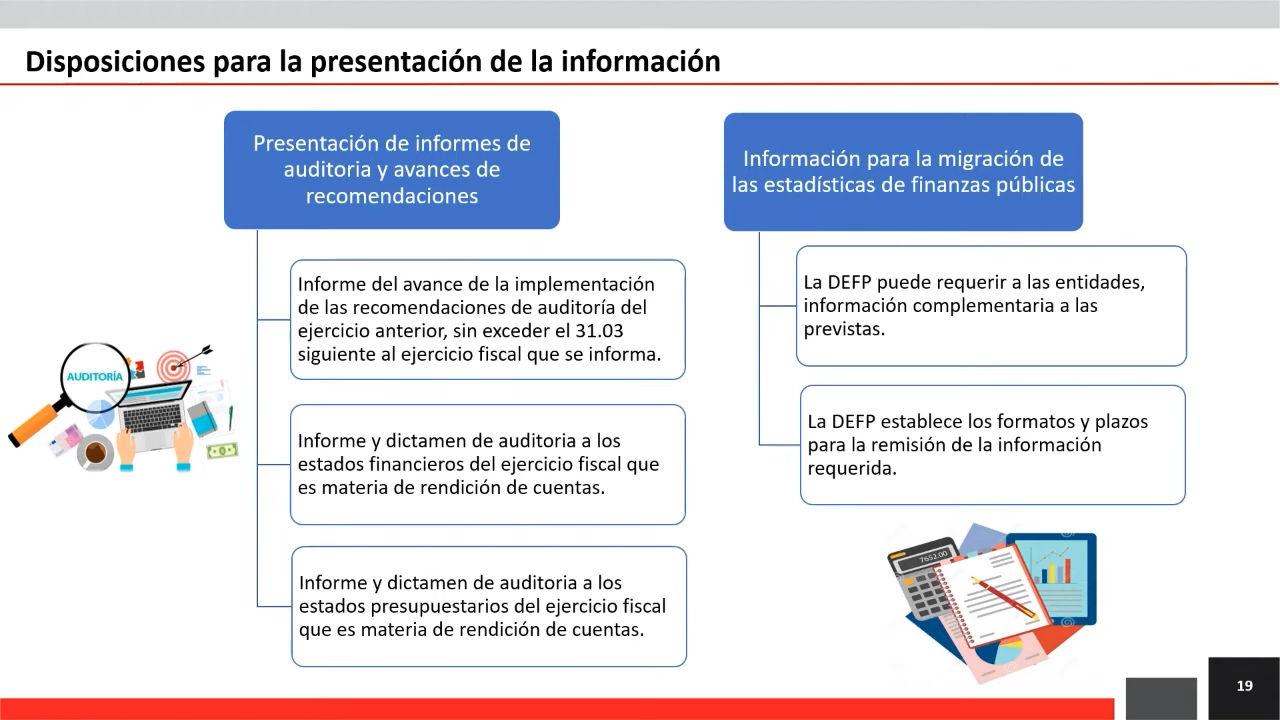 Disposiciones para la presentación de la información
Presentación de informes de
auditoria y avances de
recomendaciones
Informe del avance de la implementación
de las recomendaciones de auditoría del
ejercicio anterior, sin exceder el 31.03
siguiente al ejercicio fiscal que se informa.
Informe y dictamen de auditoria a los
estados financieros del ejercicio fiscal que
es materia de rendición de cuentas.
Informe y dictamen de auditoria a los
estados presupuestarios del ejercicio fiscal
que es materia de rendición de cuentas.
AUDITORÍA
Información para la migración de
las estadísticas de finanzas públicas
La DEFP puede requerir a las entidades,
información complementaria a las
previstas.
La DEFP establece los formatos y plazos
para la remisión de la información
requerida.
7652.00
19